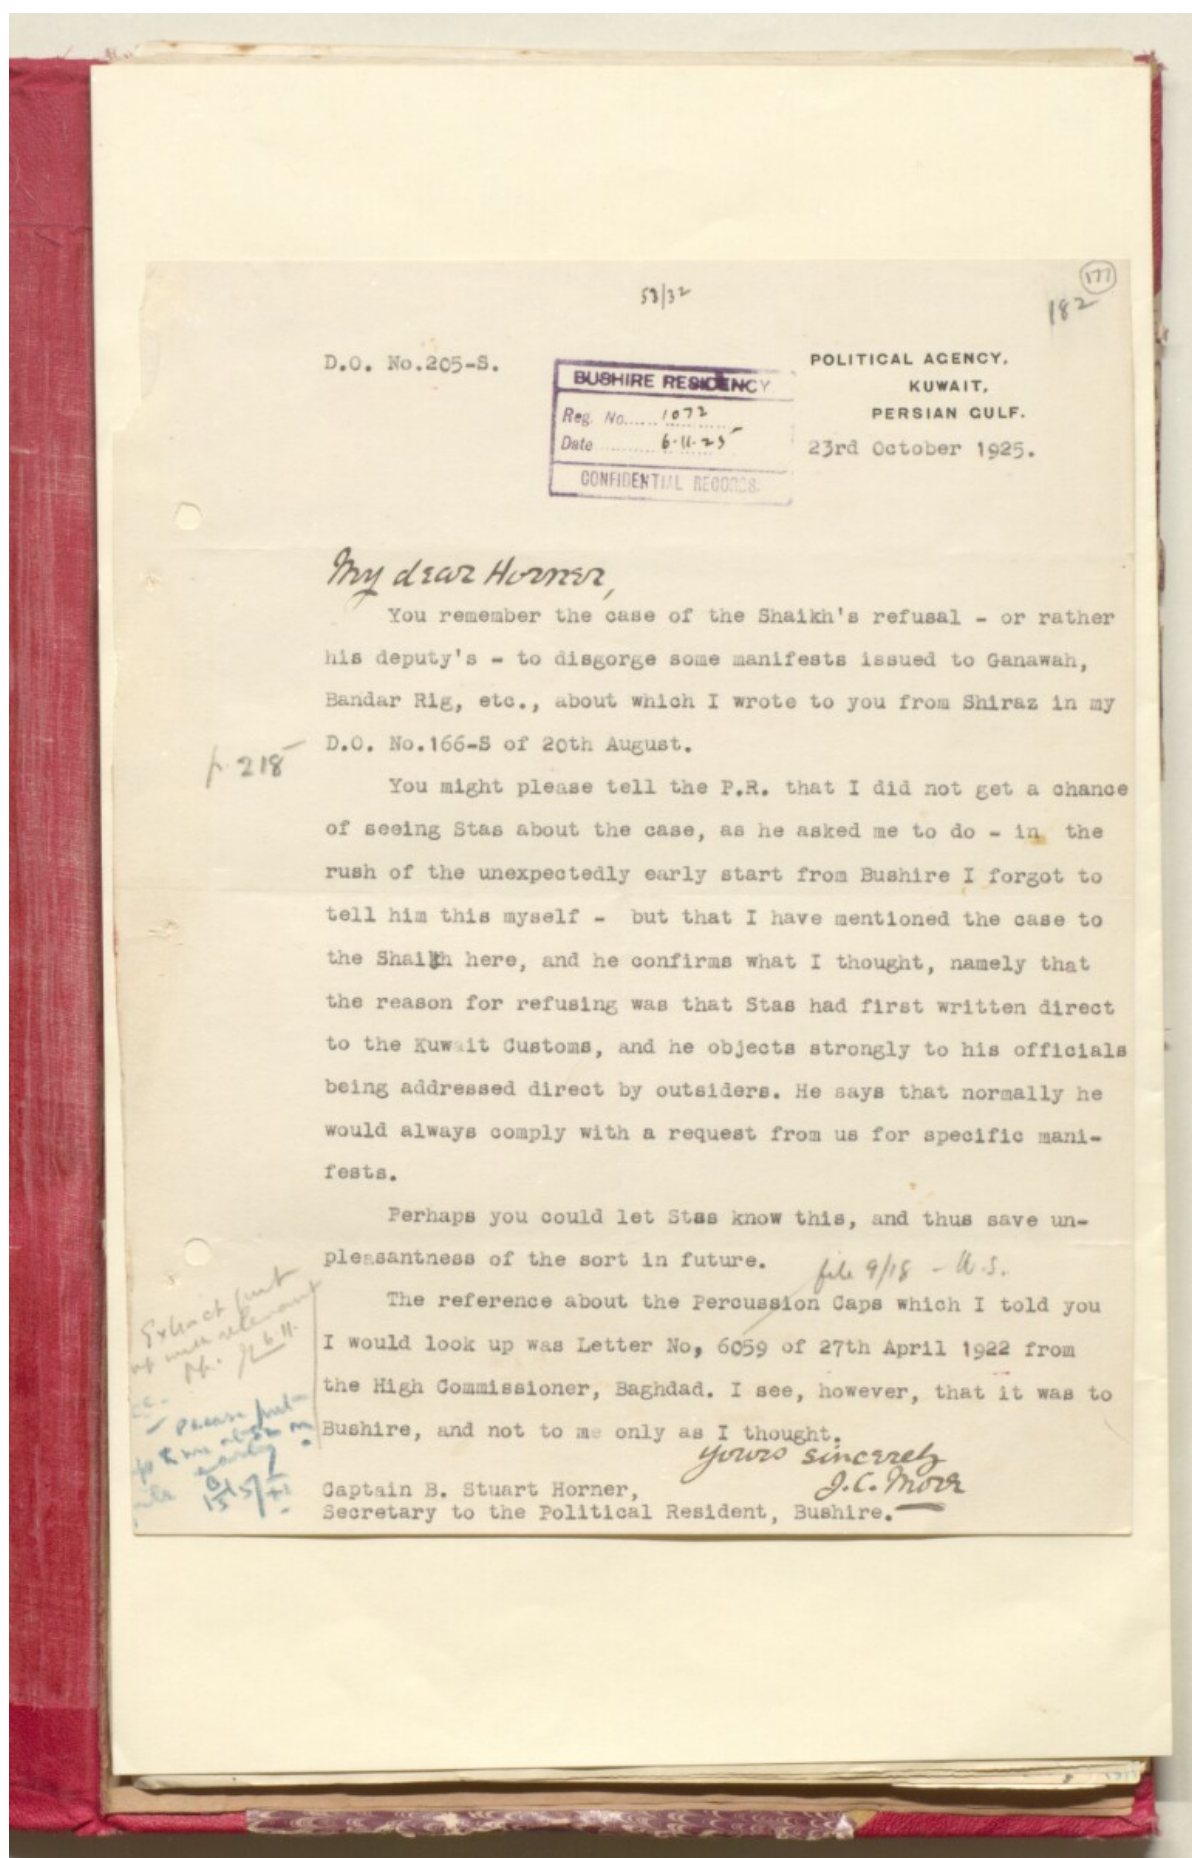 177
53/32
182
D.O. No.205-S.
POLITICAL AGENCY,
KUWAIT,
PERSIAN GULF.
23rd October 1925.
BUSHIRE RESIDENCY
Reg. No...... 1072
Date ........ 6.11.25
CONFIDENTIAL RECORDS.
My dear Horner,
You remember the case of the Shaikh's refusal - or rather
his deputy's - to disgorge some manifests issued to Ganawah,
Bandar Rig, etc., about which I wrote to you from Shiraz in my
D.O. No.166-S of 20th August.
p. 218
You might please tell the P.R. that I did not get a chance
of seeing Stas about the case, as he asked me to do - in the
rush of the unexpectedly early start from Bushire I forgot to
tell him this myself - but that I have mentioned the case to
the Shaikh here, and he confirms what I thought, namely that
the reason for refusing was that Stas had first written direct
to the Kuwait Customs, and he objects strongly to his officials
being addressed direct by outsiders. He says that normally he
would always comply with a request from us for specific mani-
fests.
Perhaps you could let Stas know this, and thus save un-
pleasantness of the sort in future.
file 9/18 -
The reference about the Percussion Caps which I told you
I would look up was Letter No, 6059 of 27th April 1922 from
the High Commissioner, Baghdad. I see, however, that it was to
Bushire, and not to me only as I thought.
Extract put
up with relevant
pp.
Please put
yours sincerely
J.C. More
Captain B. Stuart Horner,
Secretary to the Political Resident, Bushire.